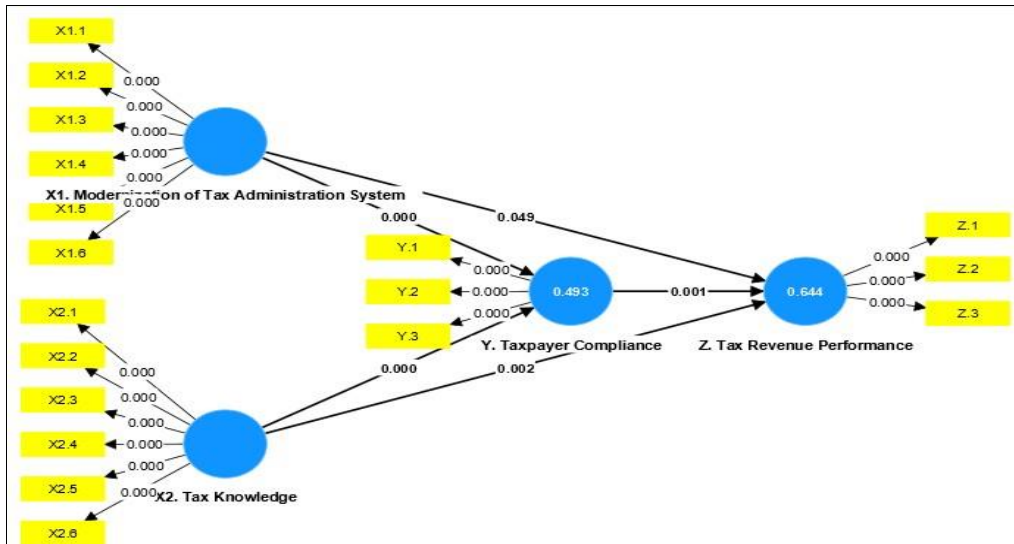 X1.1
X1.2
X1.3
X1.4
X1.5
X1.6
0.000
0.000
0.000
0.000
0.000
0.000
X1. Modernization of Tax Administration System
0.000
0.049
Y.1
Y.2
Y.3
0.000
0.000
0.000
0.493
Y. Taxpayer Compliance
0.001
0.644
Z. Tax Revenue Performance
0.000
0.000
0.000
Z.1
Z.2
Z.3
0.000
0.002
X2.1
X2.2
X2.3
X2.4
X2.5
X2.6
0.000
0.000
0.000
0.000
0.000
0.000
X2. Tax Knowledge